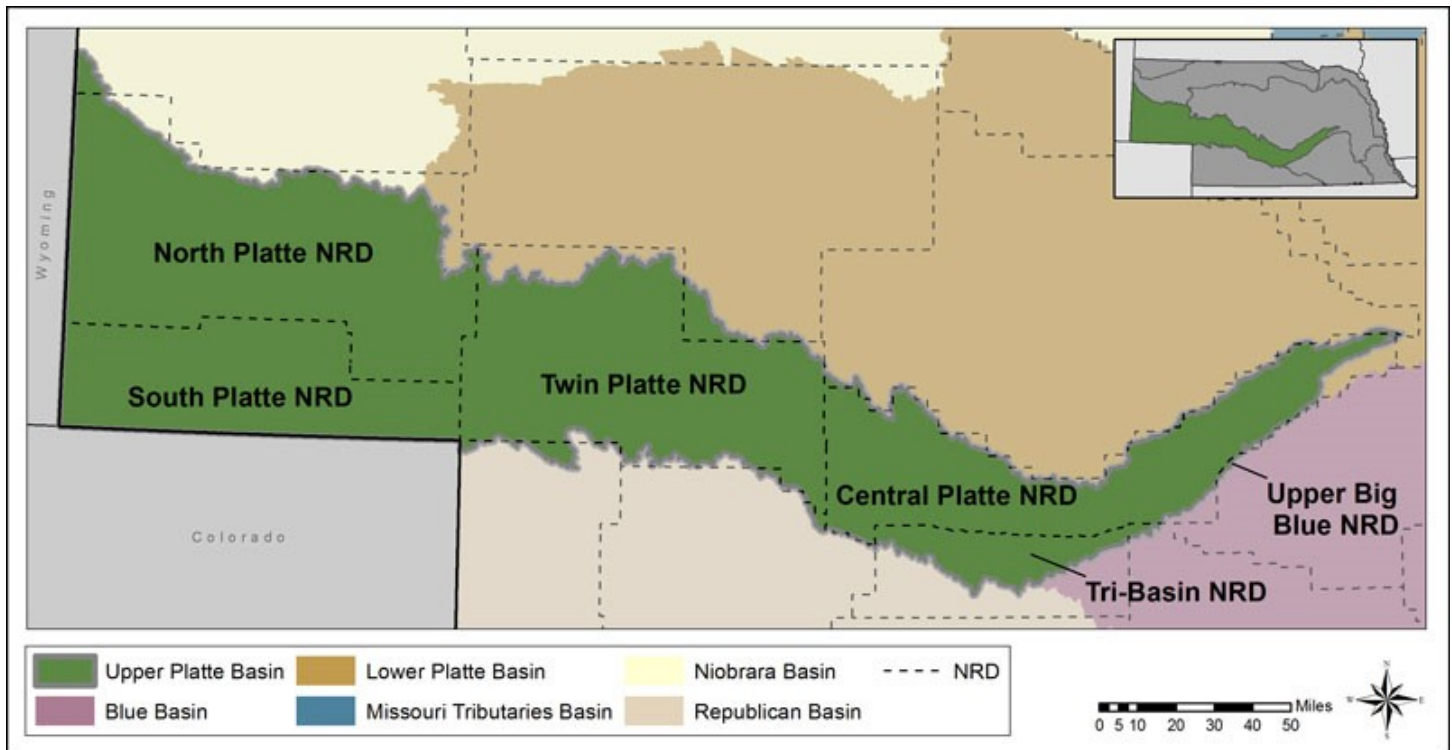 Wyoming
North Platte NRD
South Platte NRD
Twin Platte NRD
Central Platte NRD
Upper Big
Blue NRD
Tri-Basin NRD
Colorado
Upper Platte Basin
Lower Platte Basin
Niobrara Basin
NRD
Blue Basin
Missouri Tributaries Basin
Republican Basin
Miles
0 5 10 20 30 40 50
N
W
E
S